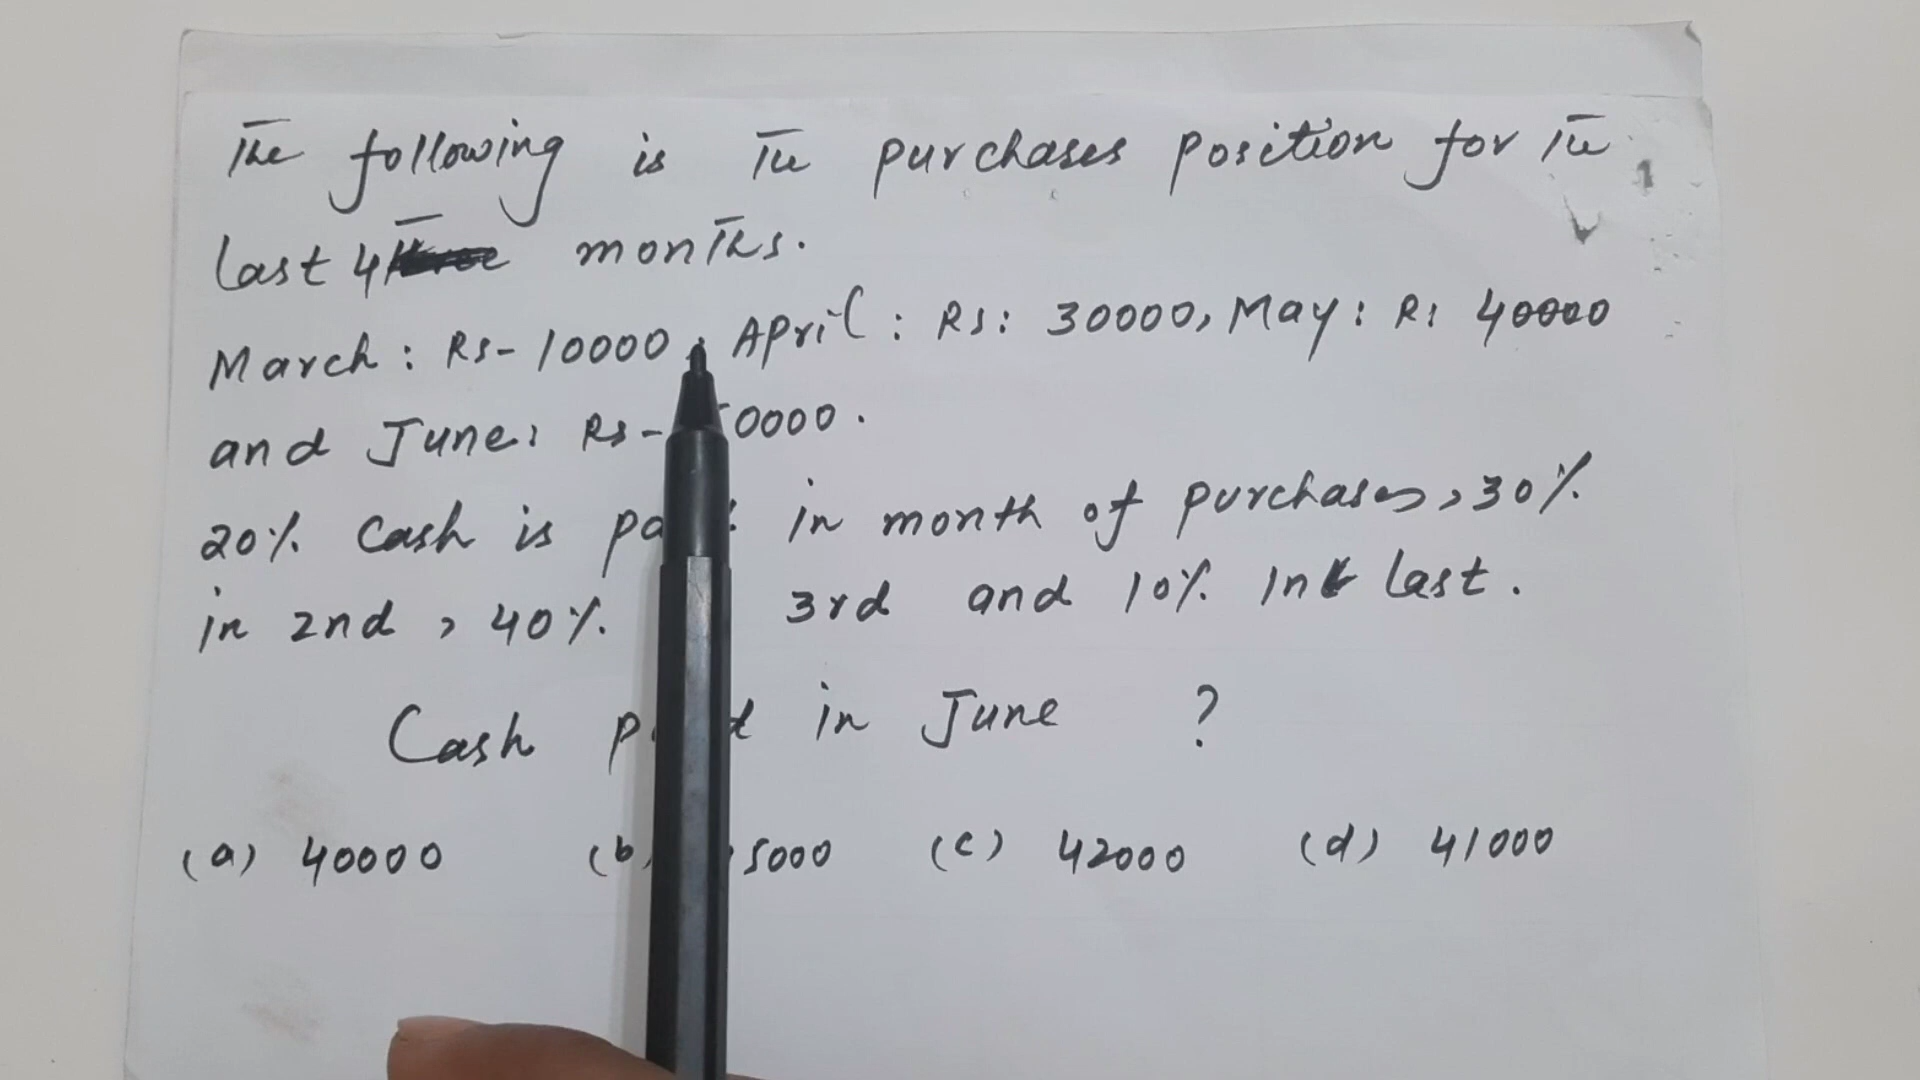 The following is the purchases position for the
last 4 months.
March: Rs-10000, April: Rs: 30000, May: Rs 40000
and June: Rs- 0000.
20% Cash is in month of purchases, 30%
in 2nd, 40% 3rd and 10% in last.
Cash in June ?
(a) 40000 (b) 5000 (c) 42000 (d) 41000